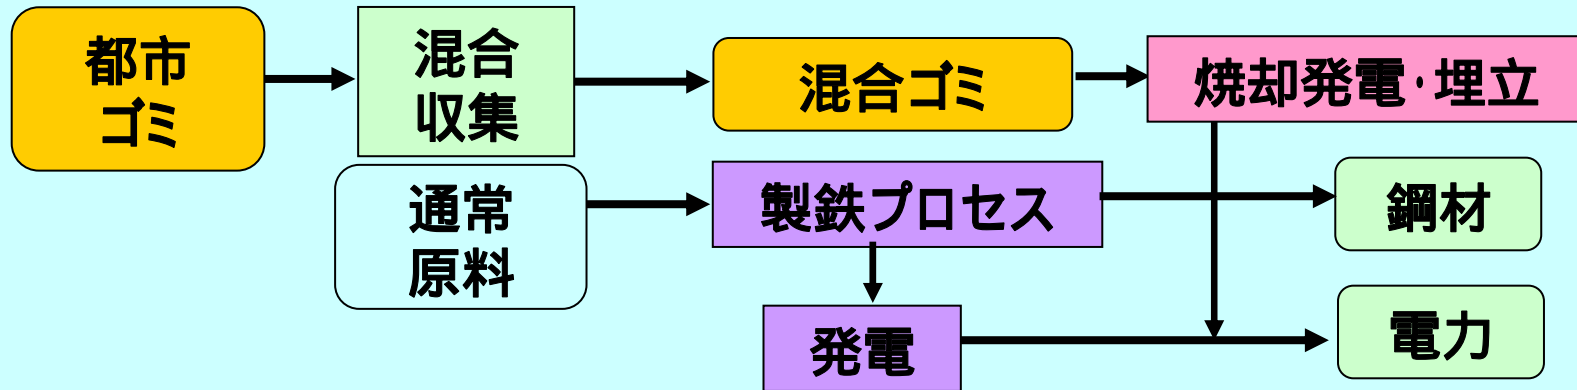 都市
ゴミ
混合
収集
混合ゴミ
焼却発電・埋立
通常
原料
製鉄プロセス
鋼材
発電
電力